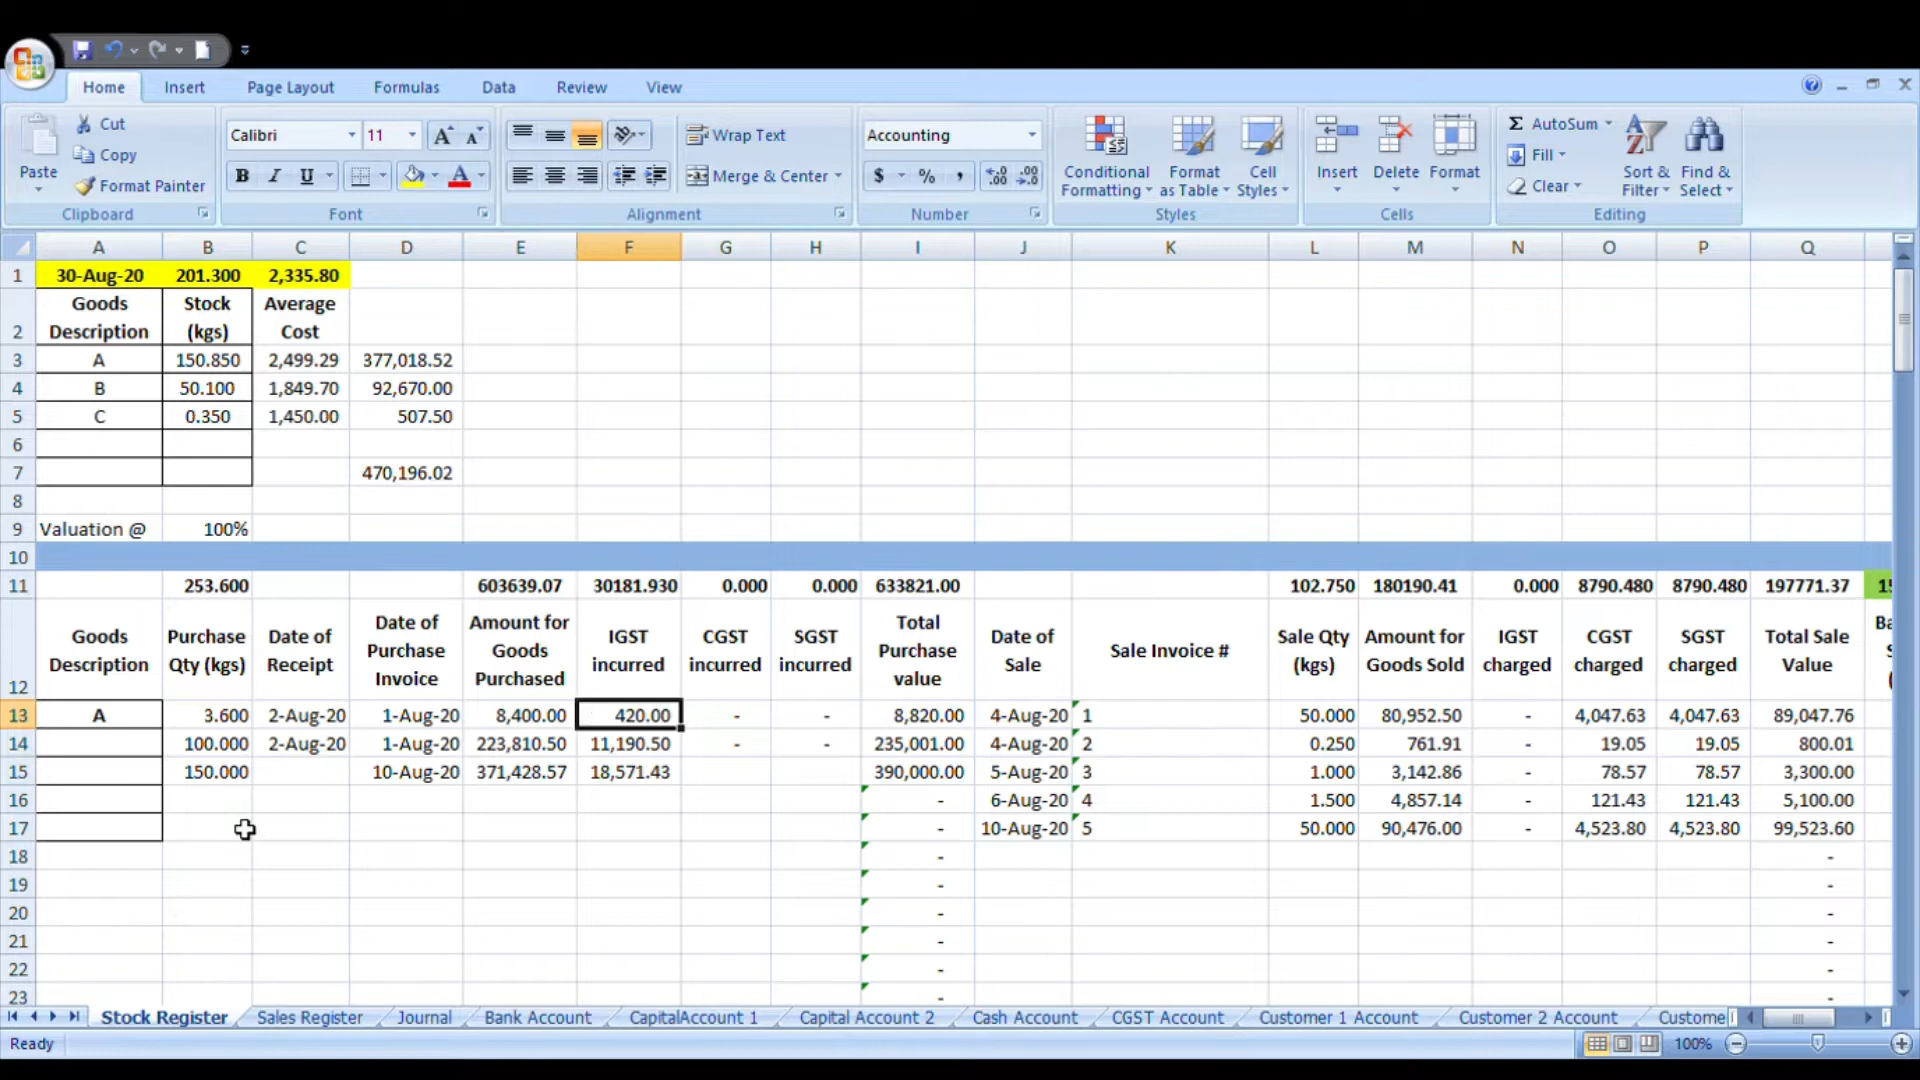 Home Insert Page Layout Formulas Data Review View
Paste Cut Copy Format Painter Clipboard
Calibri 11 A A B I U A Font
Wrap Text Merge & Center Alignment
Accounting $ % , Number
Conditional Formatting Format as Table Cell Styles Styles
Insert Delete Format Cells
Σ AutoSum Fill Clear Sort & Filter Find & Select Editing
A B C D E F G H I J K L M N O P Q
1 30-Aug-20 201.300 2,335.80
2 Goods Description Stock (kgs) Average Cost
3 A 150.850 2,499.29 377,018.52
4 B 50.100 1,849.70 92,670.00
5 C 0.350 1,450.00 507.50
6
7 470,196.02
8
9 Valuation @ 100%
10
11 253.600 603639.07 30181.930 0.000 0.000 633821.00 102.750 180190.41 0.000 8790.480 8790.480 197771.37
12 Goods Description Purchase Qty (kgs) Date of Receipt Date of Purchase Invoice Amount for Goods Purchased IGST incurred CGST incurred SGST incurred Total Purchase value Date of Sale Sale Invoice # Sale Qty (kgs) Amount for Goods Sold IGST charged CGST charged SGST charged Total Sale Value
13 A 3.600 2-Aug-20 1-Aug-20 8,400.00 420.00 - - 8,820.00 4-Aug-20 1 50.000 80,952.50 - 4,047.63 4,047.63 89,047.76
14 100.000 2-Aug-20 1-Aug-20 223,810.50 11,190.50 - - 235,001.00 4-Aug-20 2 0.250 761.91 - 19.05 19.05 800.01
15 150.000 10-Aug-20 371,428.57 18,571.43 390,000.00 5-Aug-20 3 1.000 3,142.86 - 78.57 78.57 3,300.00
16 - 6-Aug-20 4 1.500 4,857.14 - 121.43 121.43 5,100.00
17 - 10-Aug-20 5 50.000 90,476.00 - 4,523.80 4,523.80 99,523.60
18 - -
19 - -
20 - -
21 - -
22 - -
23 - -
Stock Register Sales Register Journal Bank Account CapitalAccount 1 Capital Account 2 Cash Account CGST Account Customer 1 Account Customer 2 Account Custome
Ready 100%